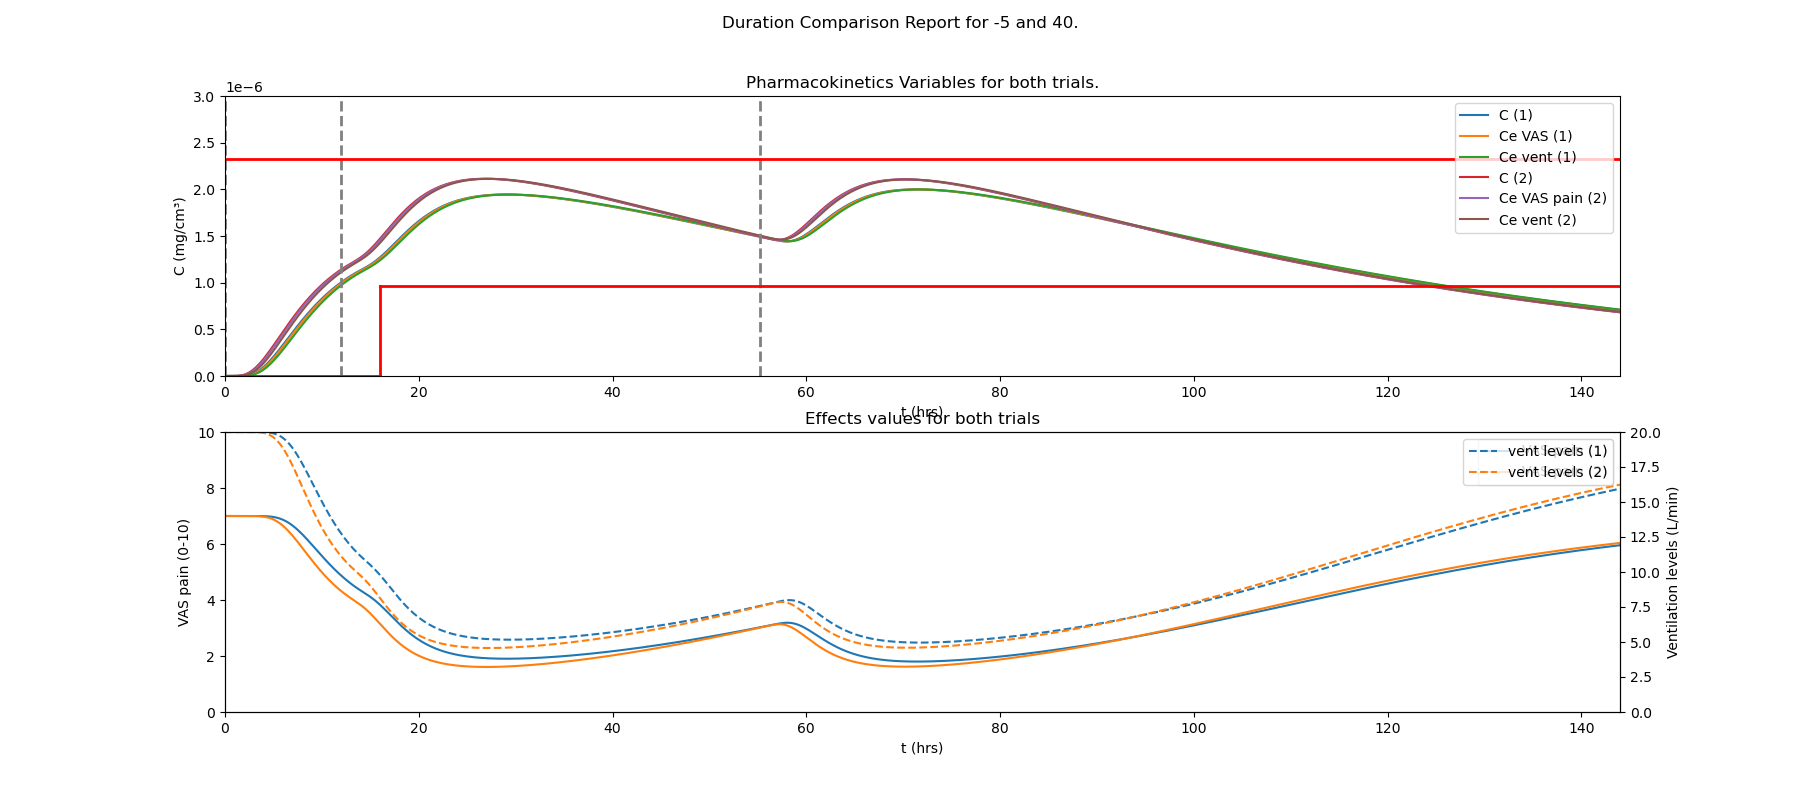 Duration Comparison Report for -5 and 40.
Pharmacokinetics Variables for both trials.
1e−6
3.0
2.5
2.0
1.5
1.0
0.5
0.0
C (mg/cm³)
C (1)
Ce VAS (1)
Ce vent (1)
C (2)
Ce VAS pain (2)
Ce vent (2)
0 20 40 60 80 100 120 140
t (hrs)
Effects values for both trials
10
8
6
4
2
0
VAS pain (0-10)
vent levels (1)
vent levels (2)
20.0
17.5
15.0
12.5
10.0
7.5
5.0
2.5
0.0
Ventilation levels (L/min)
0 20 40 60 80 100 120 140
t (hrs)